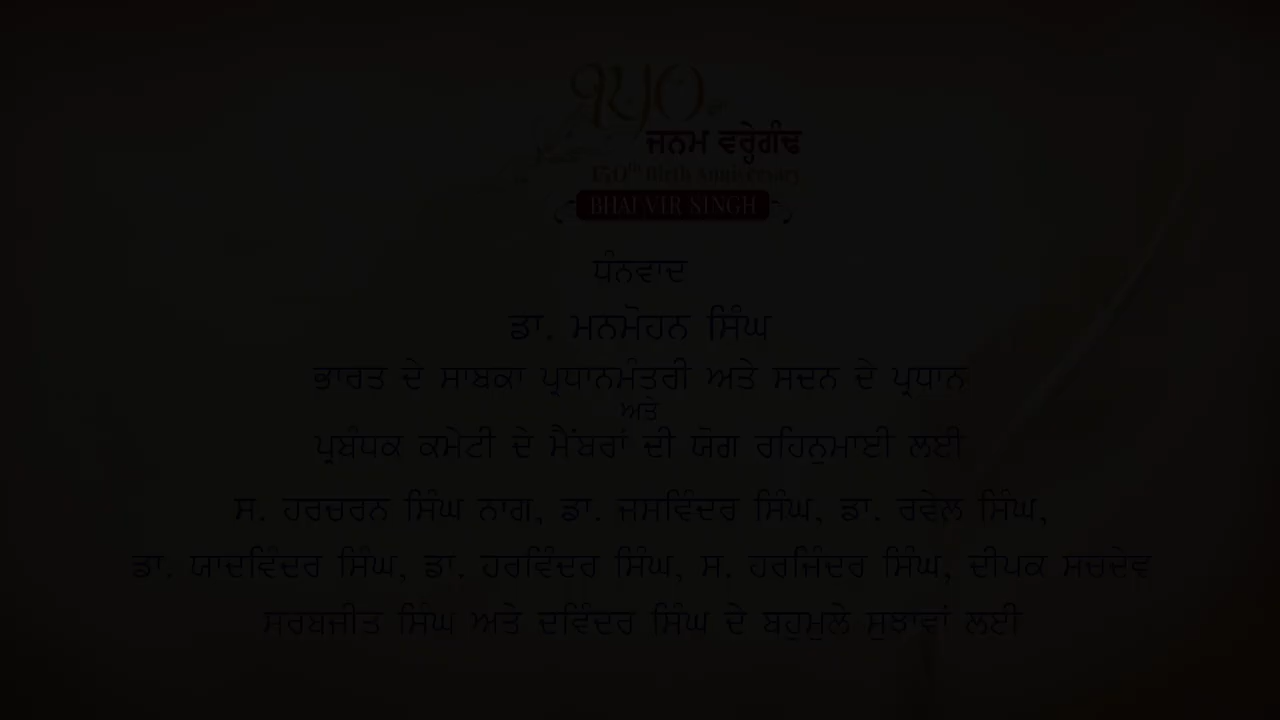 ੧੫੦ਵਾਂ
ਜਨਮ ਵਰ੍ਹੇਗੰਢ
150th Birth Anniversary
BHAI VIR SINGH
ਧੰਨਵਾਦ
ਡਾ. ਮਨਮੋਹਨ ਸਿੰਘ
ਭਾਰਤ ਦੇ ਸਾਬਕਾ ਪ੍ਰਧਾਨਮੰਤਰੀ ਅਤੇ ਸਦਨ ਦੇ ਪ੍ਰਧਾਨ
ਅਤੇ
ਪ੍ਰਬੰਧਕ ਕਮੇਟੀ ਦੇ ਮੈਂਬਰਾਂ ਦੀ ਯੋਗ ਰਹਿਨੁਮਾਈ ਲਈ
ਸ. ਹਰਚਰਨ ਸਿੰਘ ਨਾਗ, ਡਾ. ਜਸਵਿੰਦਰ ਸਿੰਘ, ਡਾ. ਰਵੇਲ ਸਿੰਘ,
ਡਾ. ਯਾਦਵਿੰਦਰ ਸਿੰਘ, ਡਾ. ਹਰਵਿੰਦਰ ਸਿੰਘ, ਸ. ਹਰਜਿੰਦਰ ਸਿੰਘ, ਦੀਪਕ ਸਚਦੇਵ
ਸਰਬਜੀਤ ਸਿੰਘ ਅਤੇ ਦਵਿੰਦਰ ਸਿੰਘ ਦੇ ਬਹੁਮੁਲੇ ਸੁਝਾਵਾਂ ਲਈ